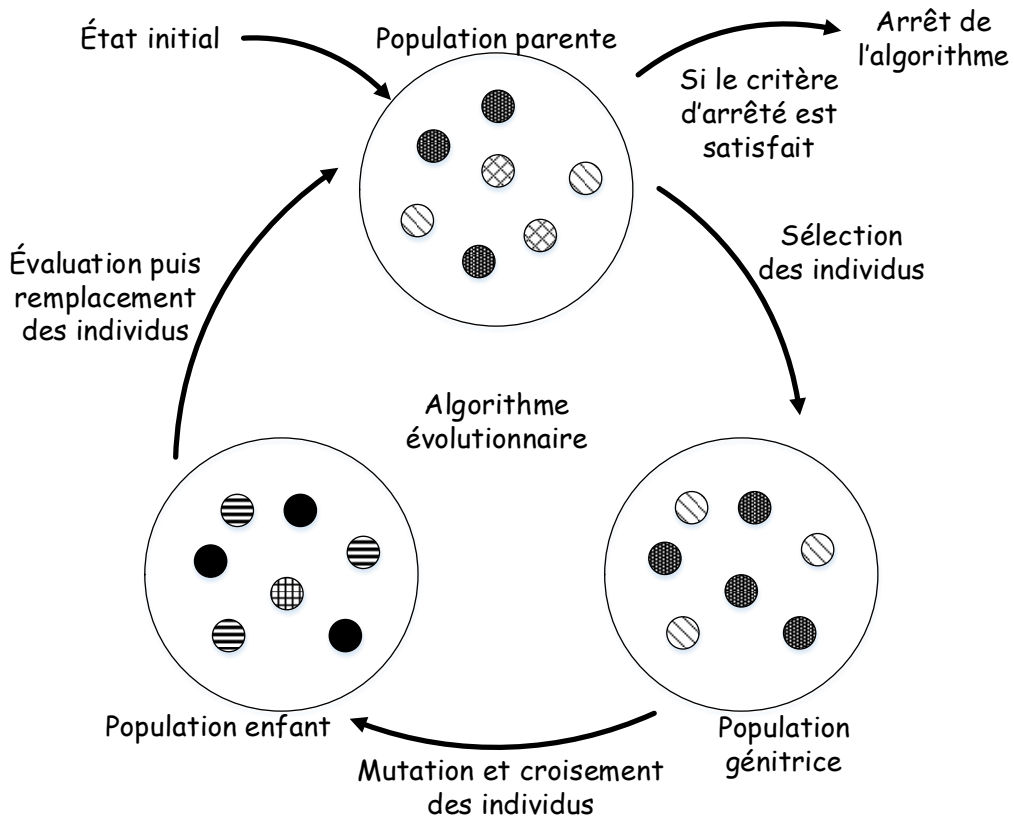 État initial
Population parente
Arrêt de
l'algorithme
Si le critère
d'arrêté est
satisfait
Sélection
des individus
Évaluation puis
remplacement
des individus
Algorithme
évolutionnaire
Population enfant
Population
génitrice
Mutation et croisement
des individus